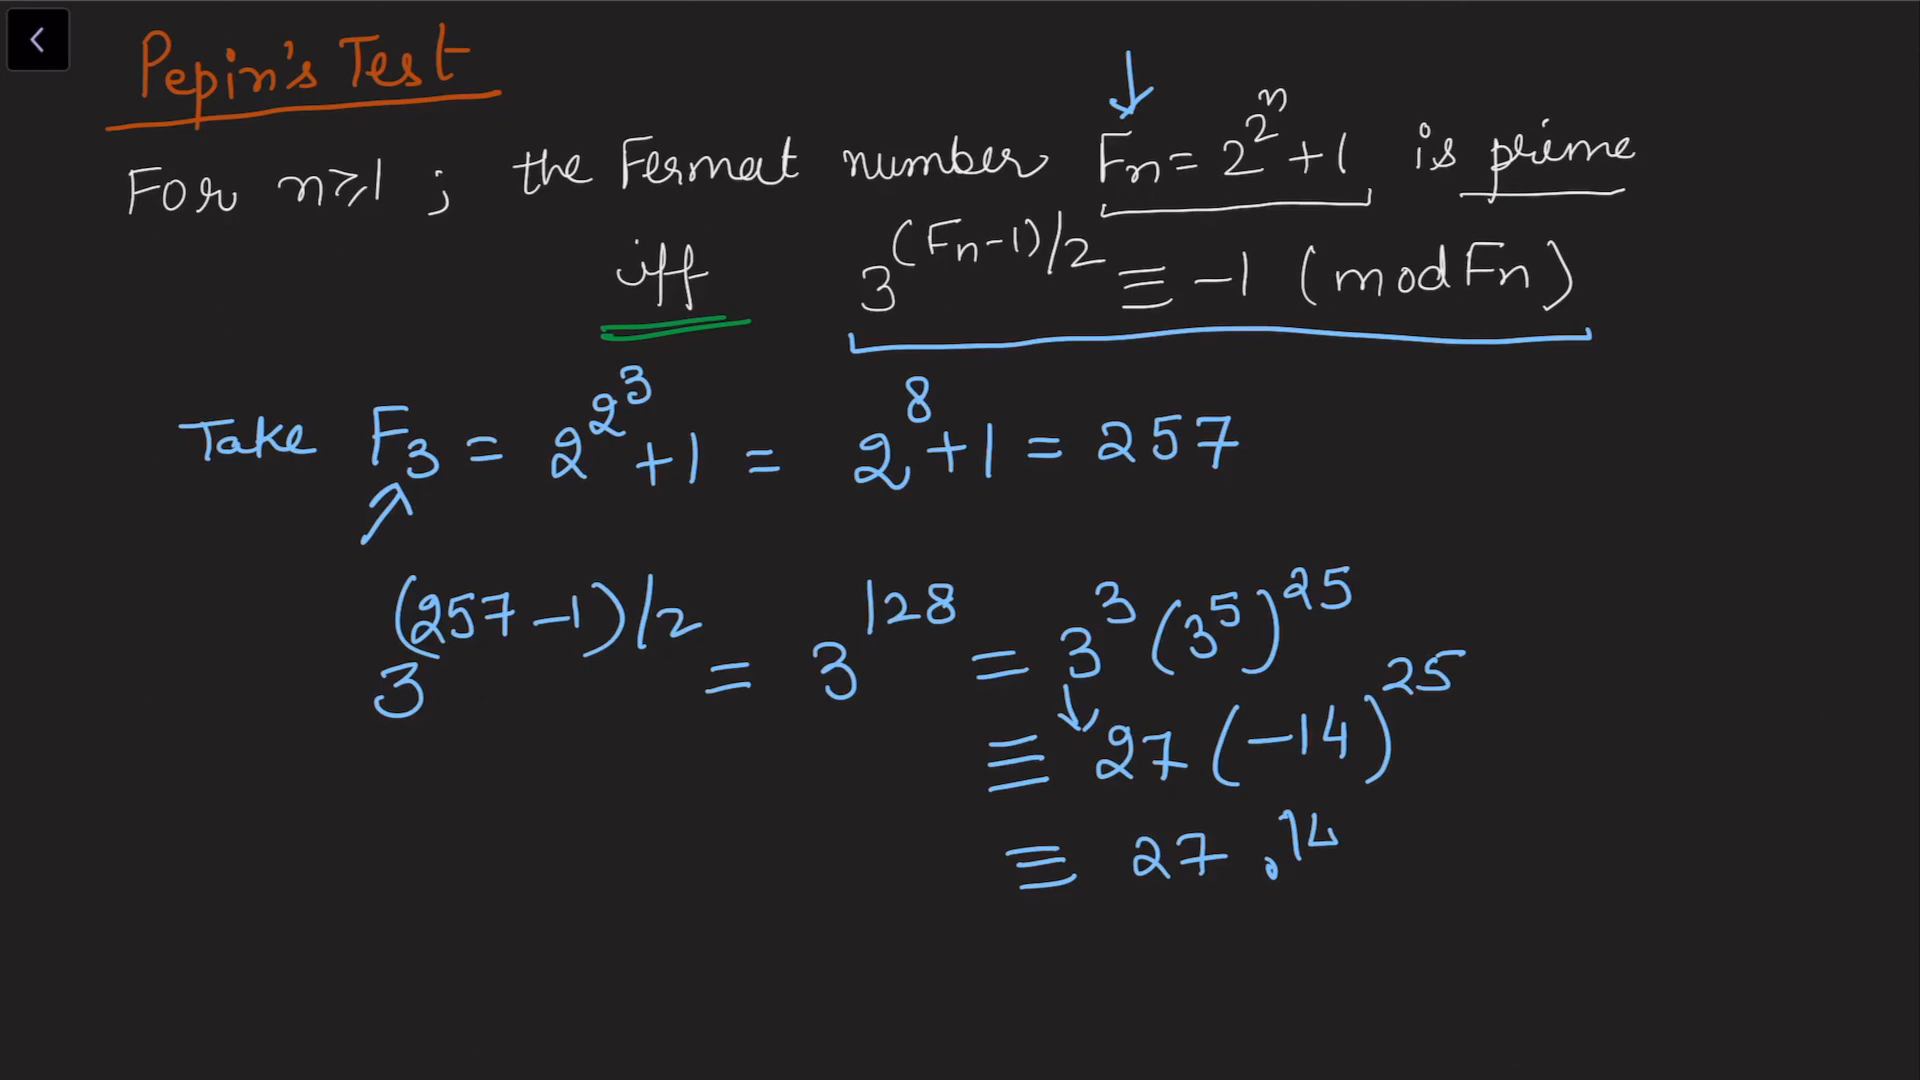 Pepin's Test
For n≥1 ; the Fermat number Fn = 2^2^n + 1 is prime
iff 3^(Fn-1)/2 ≡ -1 (mod Fn)
Take F3 = 2^2^3 + 1 = 2^8 + 1 = 257
3^(257-1)/2 = 3^128 = 3^3 (3^5)^25
≡ 27 (-14)^25
≡ 27 . 14